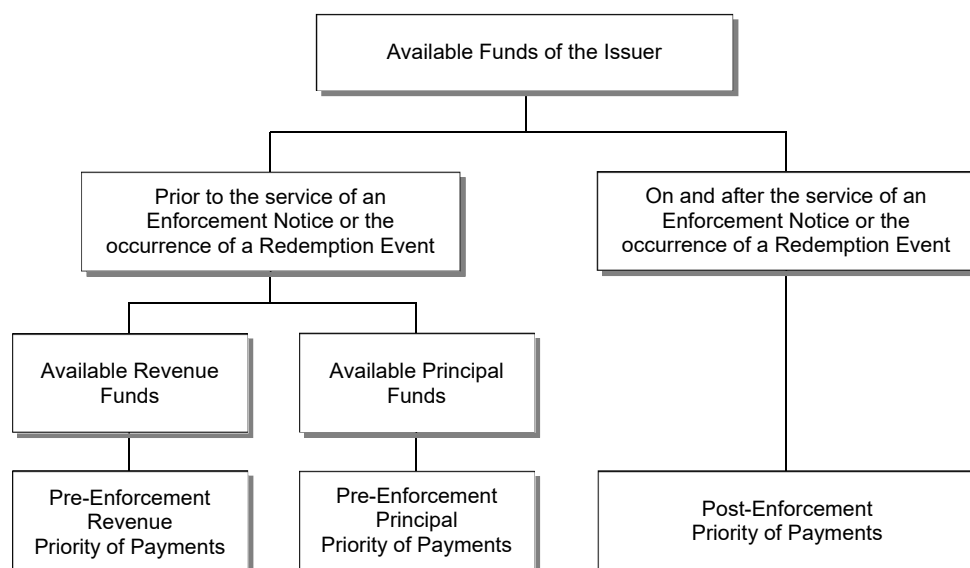 Available Funds of the Issuer
Prior to the service of an
Enforcement Notice or the
occurrence of a Redemption Event
On and after the service of an
Enforcement Notice or the
occurrence of a Redemption Event
Available Revenue
Funds
Available Principal
Funds
Pre-Enforcement
Revenue
Priority of Payments
Pre-Enforcement
Principal
Priority of Payments
Post-Enforcement
Priority of Payments